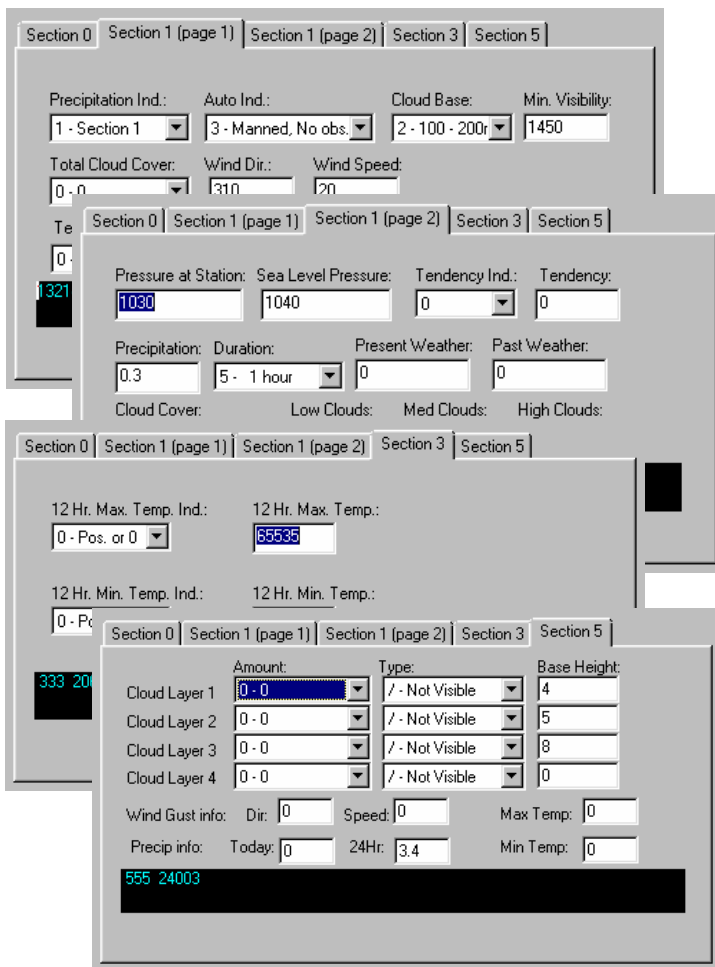 Section 0 Section 1 (page 1) Section 1 (page 2) Section 3 Section 5
Precipitation Ind.: Auto Ind.: Cloud Base: Min. Visibility:
1 - Section 1 3 - Manned, No obs. 2 - 100 - 200r 1450
Total Cloud Cover: Wind Dir.: Wind Speed:
0 - 0 310 20
Te
0 -
1321
Section 0 Section 1 (page 1) Section 1 (page 2) Section 3 Section 5
Pressure at Station: Sea Level Pressure: Tendency Ind.: Tendency:
1030 1040 0 0
Precipitation: Duration: Present Weather: Past Weather:
0.3 5 - 1 hour 0 0
Cloud Cover: Low Clouds: Med Clouds: High Clouds:
Section 0 Section 1 (page 1) Section 1 (page 2) Section 3 Section 5
12 Hr. Max. Temp. Ind.: 12 Hr. Max. Temp.:
0 - Pos. or 0 65535
12 Hr. Min. Temp. Ind.: 12 Hr. Min. Temp.:
0 - Po
333 20
Section 0 Section 1 (page 1) Section 1 (page 2) Section 3 Section 5
Amount: Type: Base Height:
Cloud Layer 1 0 - 0 / - Not Visible 4
Cloud Layer 2 0 - 0 / - Not Visible 5
Cloud Layer 3 0 - 0 / - Not Visible 8
Cloud Layer 4 0 - 0 / - Not Visible 0
Wind Gust info: Dir: 0 Speed: 0 Max Temp: 0
Precip info: Today: 0 24Hr: 3.4 Min Temp: 0
555 24003